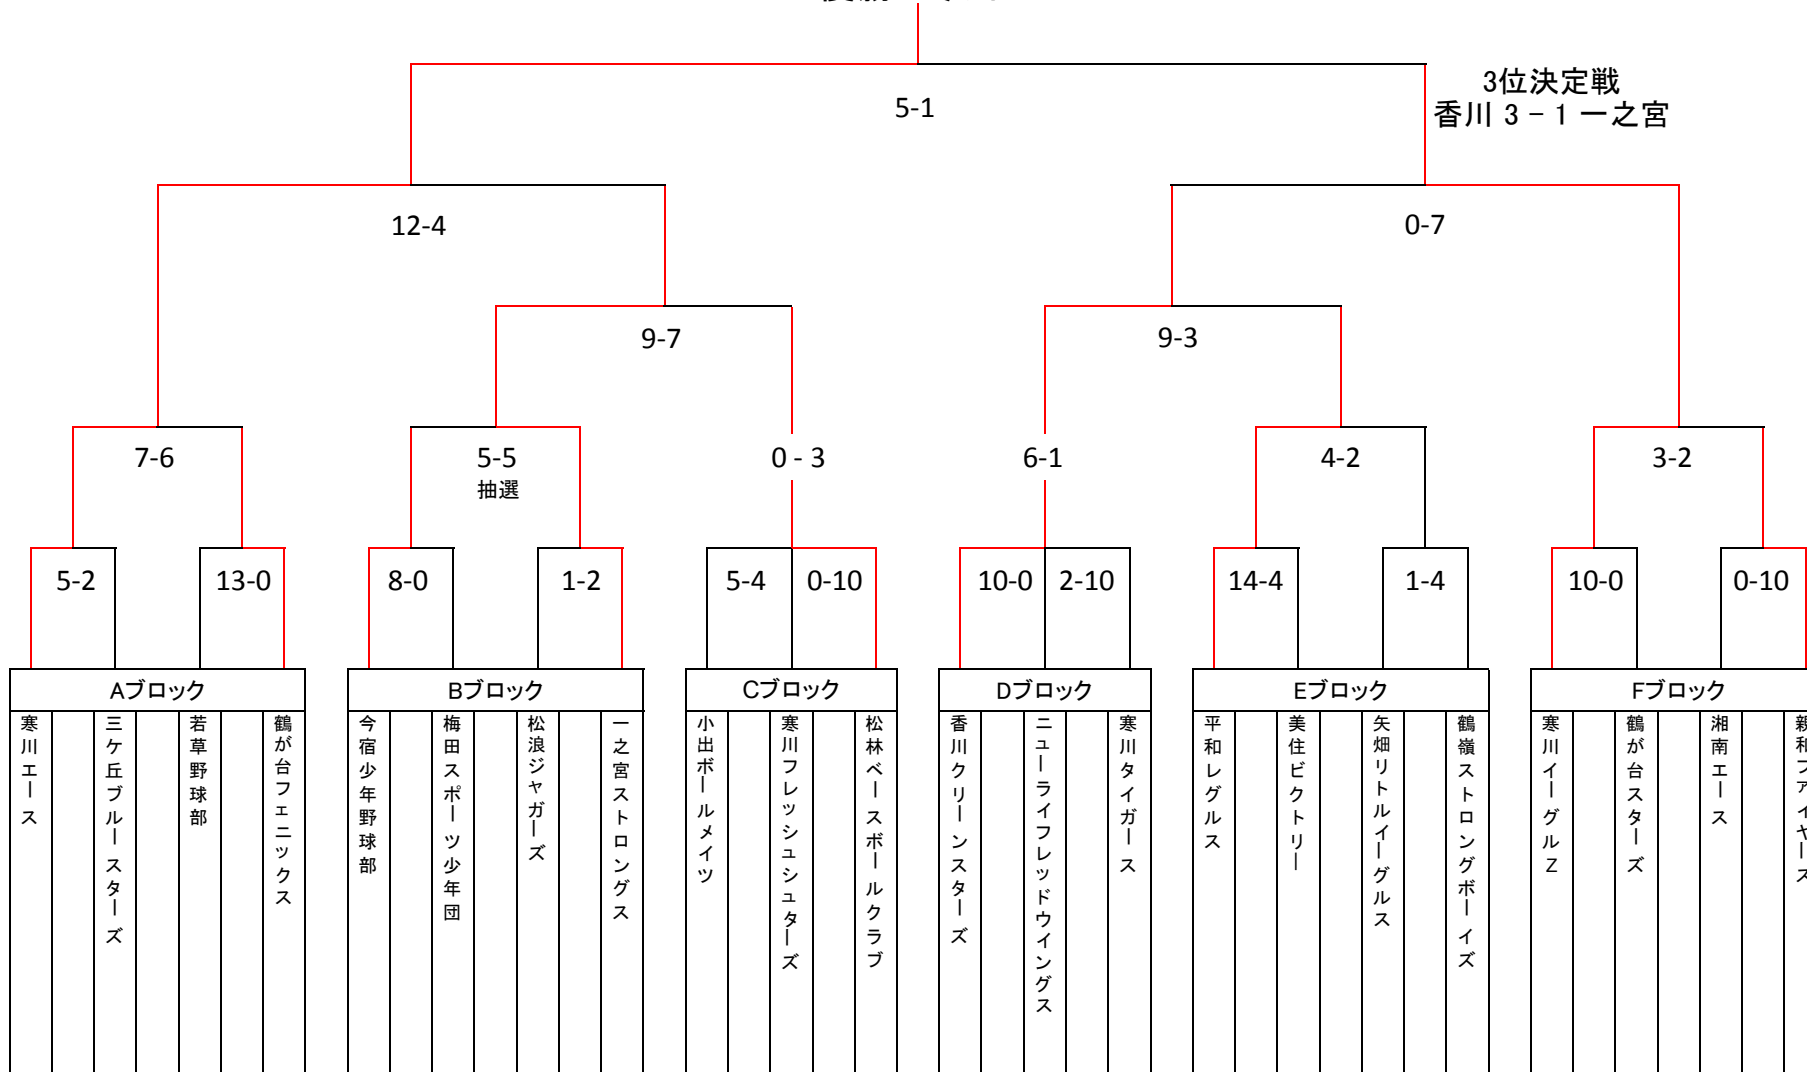 5-1
3位決定戦
香川 3 − 1 一之宮
12-4
0-7
9-7
9-3
7-6
5-5
抽選
0 - 3
6-1
4-2
3-2
5-2
13-0
8-0
1-2
5-4
0-10
10-0
2-10
14-4
1-4
10-0
0-10
Aブロック
Bブロック
Cブロック
Dブロック
Eブロック
Fブロック
寒川エース
三ケ丘ブルースターズ
若草野球部
鶴が台フェニックス
今宿少年野球部
梅田スポーツ少年団
松浪ジャガーズ
一之宮ストロングス
小出ボールメイツ
寒川フレッシュシュターズ
松林ベースボールクラブ
香川クリーンスターズ
ニューライフレッドウイングス
寒川タイガース
平和レグルス
美住ビクトリー
矢畑リトルイーグルス
鶴嶺ストロングボーイズ
寒川イーグルZ
鶴が台スターズ
湘南エース
親和ファイヤーズ